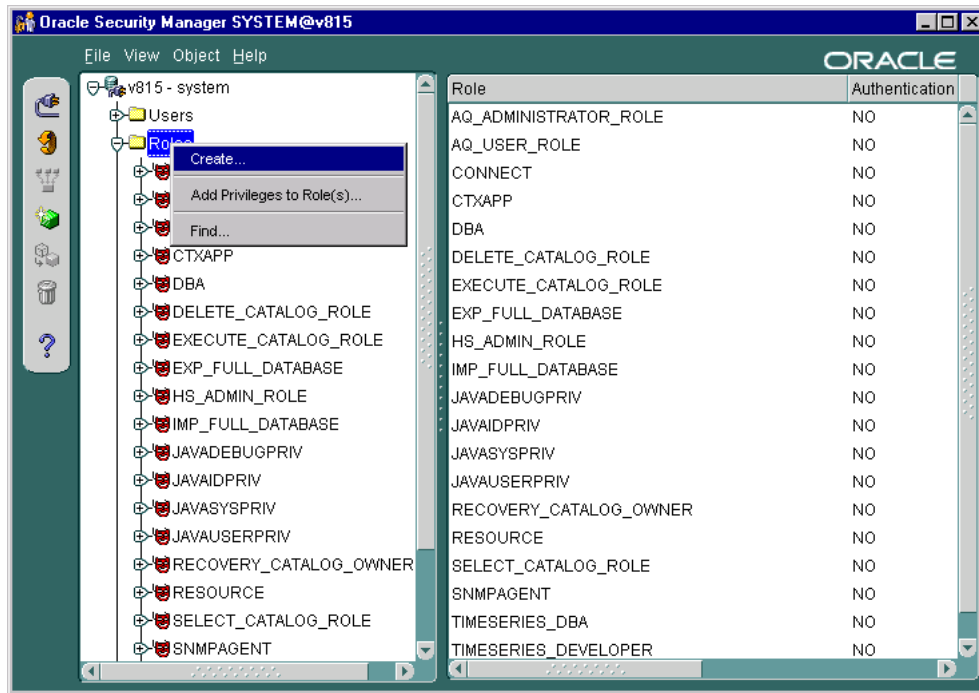 Oracle Security Manager SYSTEM@v815
File View Object Help
ORACLE
v815 - system
Users
Roles
Create...
Add Privileges to Role(s)...
Find...
CTXAPP
DBA
DELETE_CATALOG_ROLE
EXECUTE_CATALOG_ROLE
EXP_FULL_DATABASE
HS_ADMIN_ROLE
IMP_FULL_DATABASE
JAVADEBUGPRIV
JAVAIDPRIV
JAVASYSPRIV
JAVAUSERPRIV
RECOVERY_CATALOG_OWNER
RESOURCE
SELECT_CATALOG_ROLE
SNMPAGENT
Role Authentication
AQ_ADMINISTRATOR_ROLE NO
AQ_USER_ROLE NO
CONNECT NO
CTXAPP NO
DBA NO
DELETE_CATALOG_ROLE NO
EXECUTE_CATALOG_ROLE NO
EXP_FULL_DATABASE NO
HS_ADMIN_ROLE NO
IMP_FULL_DATABASE NO
JAVADEBUGPRIV NO
JAVAIDPRIV NO
JAVASYSPRIV NO
JAVAUSERPRIV NO
RECOVERY_CATALOG_OWNER NO
RESOURCE NO
SELECT_CATALOG_ROLE NO
SNMPAGENT NO
TIMESERIES_DBA NO
TIMESERIES_DEVELOPER NO